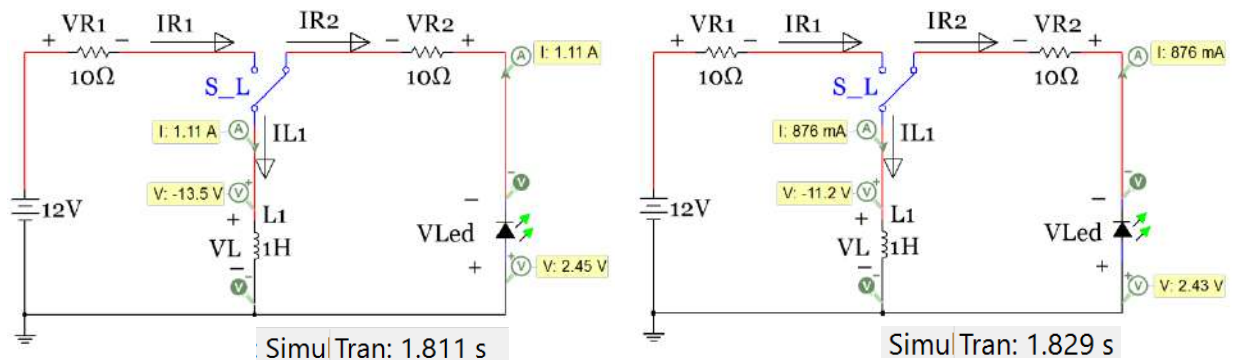 VR1 IR1 IR2 VR2
+ − − +
10Ω 10Ω
A I: 1.11 A
S_L
I: 1.11 A A IL1
V: -13.5 V V +
− V
12V
+ L1
−
VL 1H
VLed
−
V
+
+ V V: 2.45 V
Simul Tran: 1.811 s
VR1 IR1 IR2 VR2
+ − − +
10Ω 10Ω
A I: 876 mA
S_L
I: 876 mA A IL1
V: -11.2 V V +
− V
12V
+ L1
−
VL 1H
VLed
−
V
+
+ V V: 2.43 V
Simul Tran: 1.829 s